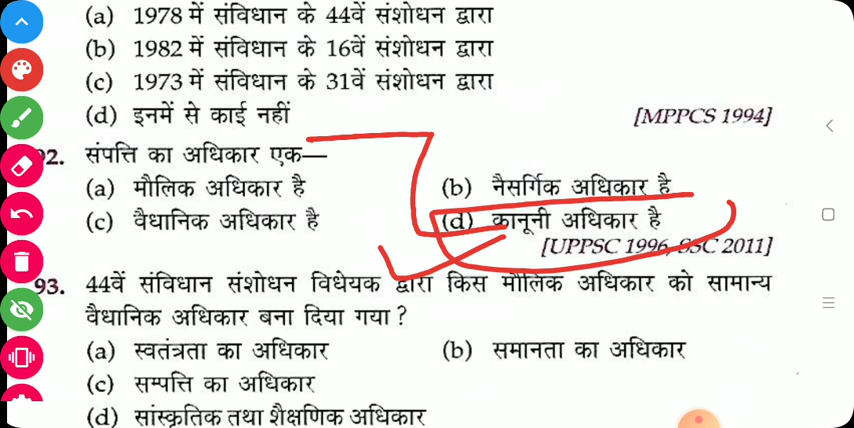 (a) 1978 में संविधान के 44वें संशोधन द्वारा
(b) 1982 में संविधान के 16वें संशोधन द्वारा
(c) 1973 में संविधान के 31वें संशोधन द्वारा
(d) इनमें से काई नहीं [MPPCS 1994]
92. संपत्ति का अधिकार एक—
(a) मौलिक अधिकार है (b) नैसर्गिक अधिकार है
(c) वैधानिक अधिकार है (d) कानूनी अधिकार है
[UPPSC 1996, SSC 2011]
93. 44वें संविधान संशोधन विधेयक द्वारा किस मौलिक अधिकार को सामान्य
वैधानिक अधिकार बना दिया गया ?
(a) स्वतंत्रता का अधिकार (b) समानता का अधिकार
(c) सम्पत्ति का अधिकार
(d) सांस्कृतिक तथा शैक्षणिक अधिकार